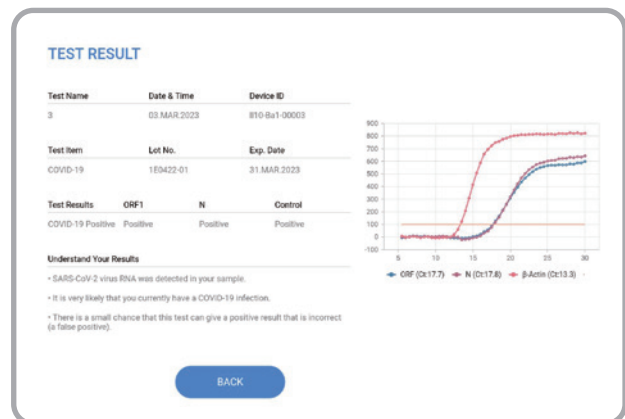 TEST RESULT
Test Name Date & Time Device ID
3 03.MAR.2023 810-Ba1-00003
Test Item Lot No. Exp. Date
COVID-19 1E0422-01 31.MAR.2023
Test Results ORF1 N Control
COVID-19 Positive Positive Positive Positive
Understand Your Results
• SARS-CoV-2 virus RNA was detected in your sample.
• It is very likely that you currently have a COVID-19 infection.
• There is a small chance that this test can give a positive result that is incorrect
(a false positive).
BACK
900
800
700
600
500
400
300
200
100
0
-100
5 10 15 20 25 30
ORF (Ct:17.7) N (Ct:17.8) β-Actin (Ct:13.3)